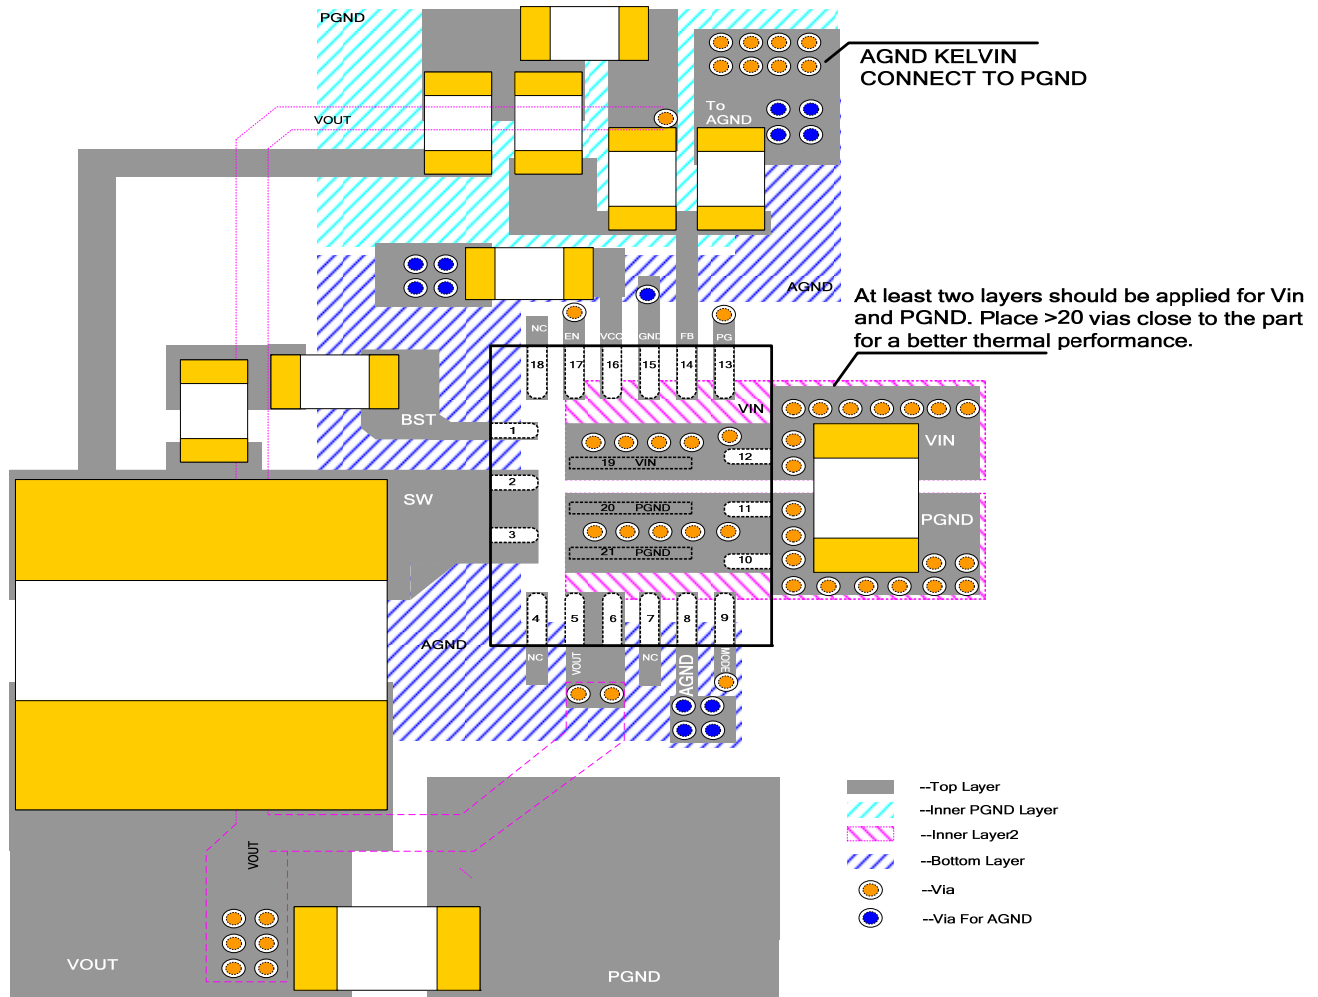 PGND
AGND KELVIN
CONNECT TO PGND
To
AGND
VOUT
AGND
At least two layers should be applied for Vin
and PGND. Place >20 vias close to the part
for a better thermal performance.
NC
EN
VCC
GND
FB
PG
18
17
16
15
14
13
VIN
BST
1
VIN
12
19 VIN
2
SW
20 PGND
11
PGND
3
21 PGND
10
4
5
6
7
8
9
AGND
NC
VOUT
NC
AGND
MODE
--Top Layer
--Inner PGND Layer
--Inner Layer2
--Bottom Layer
--Via
--Via For AGND
VOUT
VOUT
PGND